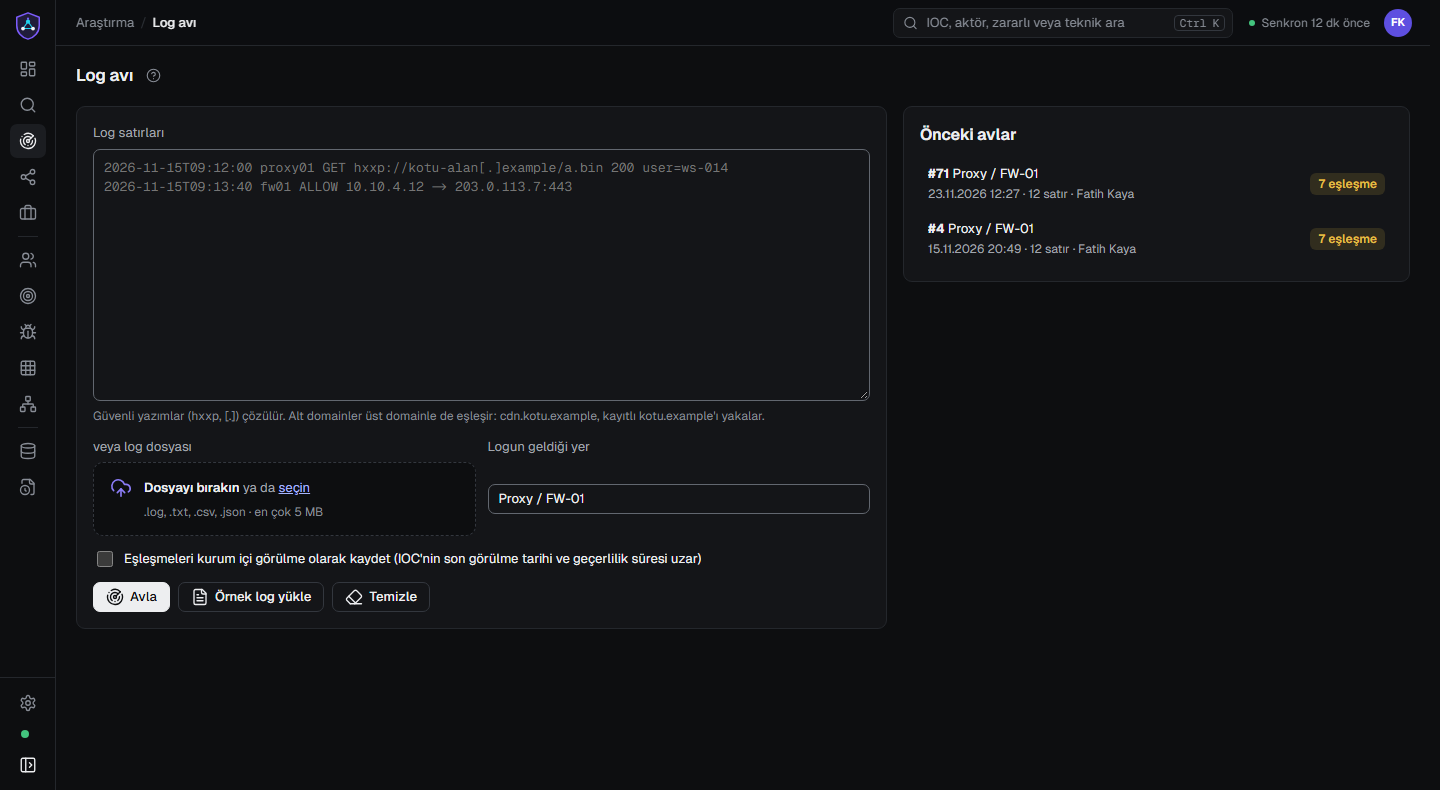 Araştırma / Log avı
IOC, aktör, zararlı veya teknik ara
Ctrl K
Senkron 12 dk önce
FK
Log avı
?
Log satırları
2026-11-15T09:12:00 proxy01 GET hxxp://kotu-alan[.]example/a.bin 200 user=ws-014
2026-11-15T09:13:40 fw01 ALLOW 10.10.4.12 -> 203.0.113.7:443
Güvenli yazımlar (hxxp, [.]) çözülür. Alt domainler üst domainle de eşleşir: cdn.kotu.example, kayıtlı kotu.example'ı yakalar.
veya log dosyası
Dosyayı bırakın ya da seçin
.log, .txt, .csv, .json · en çok 5 MB
Logun geldiği yer
Proxy / FW-01
Eşleşmeleri kurum içi görülme olarak kaydet (IOC'nin son görülme tarihi ve geçerlilik süresi uzar)
Avla
Örnek log yükle
Temizle
Önceki avlar
#71 Proxy / FW-01
23.11.2026 12:27 · 12 satır · Fatih Kaya
7 eşleşme
#4 Proxy / FW-01
15.11.2026 20:49 · 12 satır · Fatih Kaya
7 eşleşme